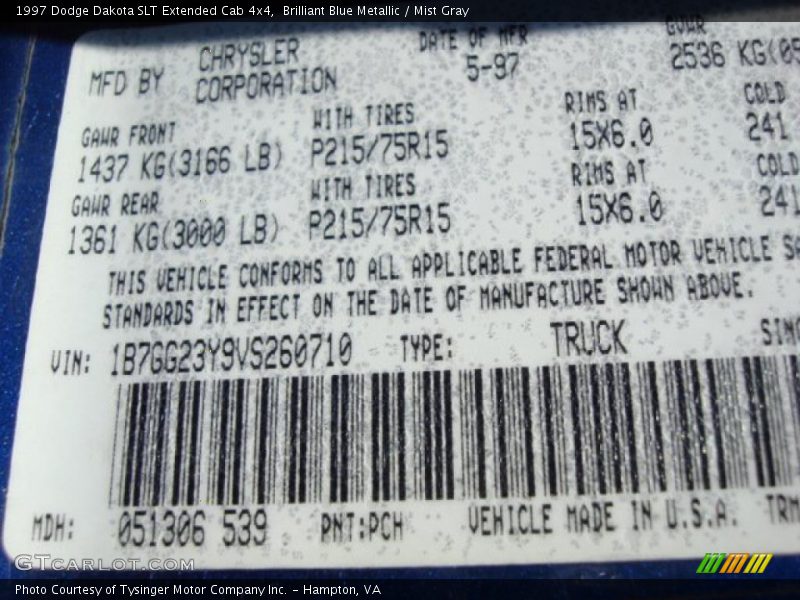 1997 Dodge Dakota SLT Extended Cab 4x4,  Brilliant Blue Metallic / Mist Gray
MFD BY CHRYSLER CORPORATION DATE OF MFR 5-97 GVWR 2536 KG(05
GAWR FRONT WITH TIRES RIMS AT COLD
1437 KG(3166 LB) P215/75R15 15X6.0 241
GAWR REAR WITH TIRES RIMS AT COLD
1361 KG(3000 LB) P215/75R15 15X6.0 241
THIS VEHICLE CONFORMS TO ALL APPLICABLE FEDERAL MOTOR VEHICLE SA
STANDARDS IN EFFECT ON THE DATE OF MANUFACTURE SHOWN ABOVE.
VIN: 1B7GG23Y9VS260710 TYPE: TRUCK SING
MDH: 051306 539 PNT:PCH VEHICLE MADE IN U.S.A. TRM
GTCarLot.com
Photo Courtesy of Tysinger Motor Company Inc. - Hampton, VA